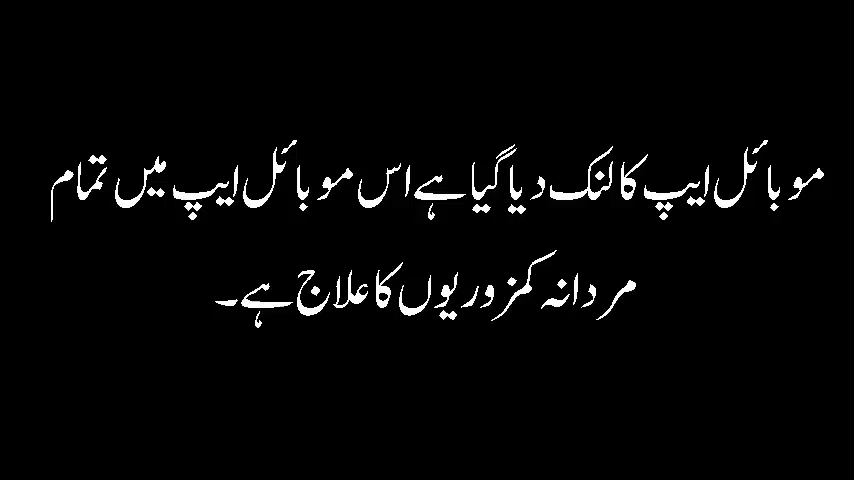 موبائل ایپ کا لنک دیا گیا ہے اس موبائل ایپ میں تمام
مردانہ کمزوریوں کا علاج ہے۔